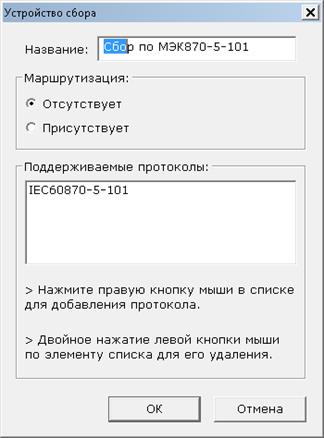 Устройство сбора
Название: Сбор по МЭК870-5-101
Маршрутизация:
Отсутствует
Присутствует
Поддерживаемые протоколы:
IEC60870-5-101
> Нажмите правую кнопку мыши в списке
для добавления протокола.
> Двойное нажатие левой кнопки мыши
по элементу списка для его удаления.
OK Отмена